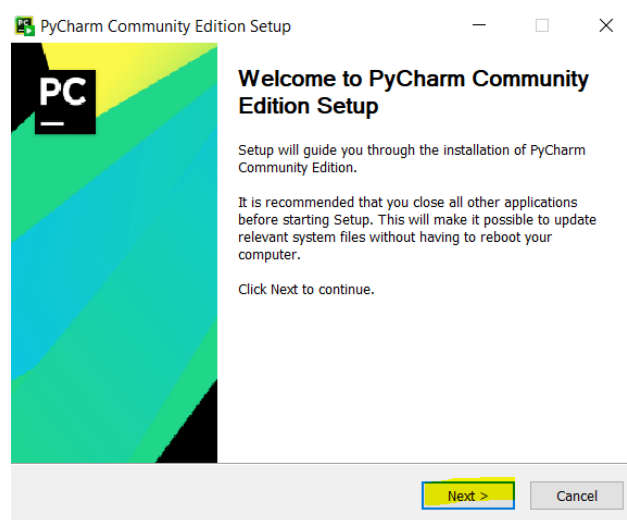 PyCharm Community Edition Setup
PC
Welcome to PyCharm Community
Edition Setup
Setup will guide you through the installation of PyCharm
Community Edition.
It is recommended that you close all other applications
before starting Setup. This will make it possible to update
relevant system files without having to reboot your
computer.
Click Next to continue.
Next >
Cancel